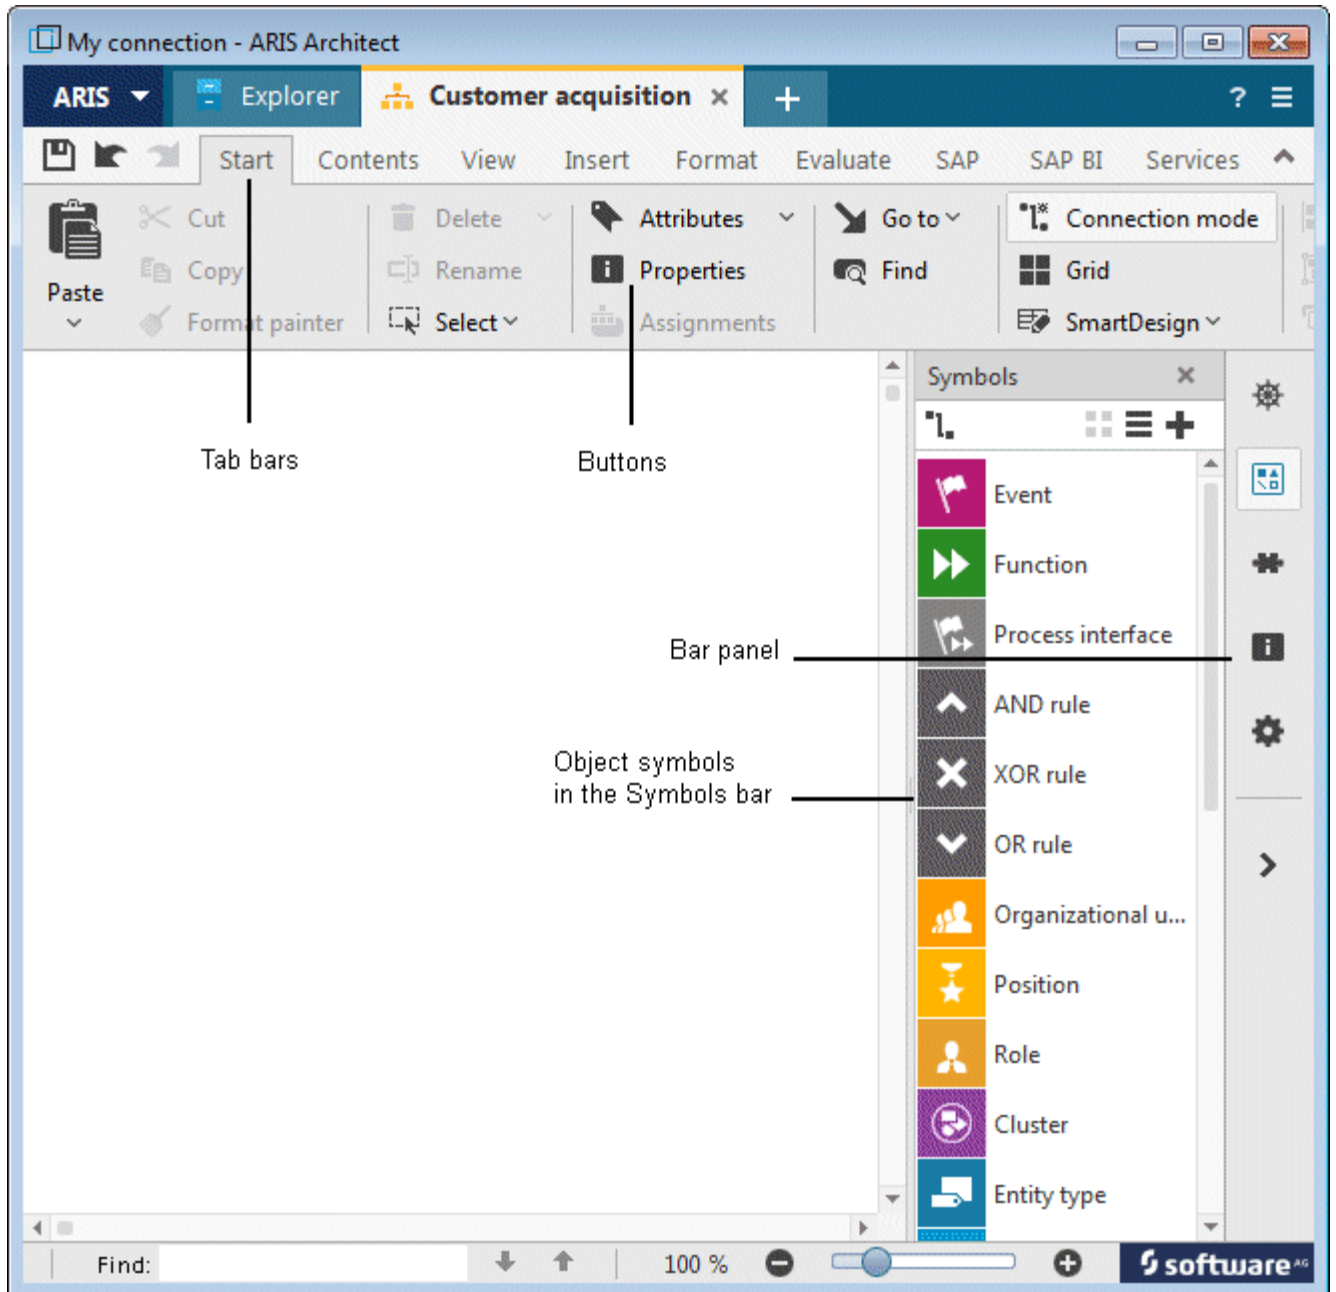 My connection - ARIS Architect
ARIS Explorer Customer acquisition × + ?
Start Contents View Insert Format Evaluate SAP SAP BI Services
Cut Delete Attributes Go to Connection mode
Copy Rename Properties Find Grid
Paste
Format painter Select Assignments SmartDesign
Symbols
Tab bars
Buttons
Event
Function
Process interface
Bar panel
AND rule
Object symbols
in the Symbols bar
XOR rule
OR rule
Organizational u...
Position
Role
Cluster
Entity type
Find: 100 % software AG